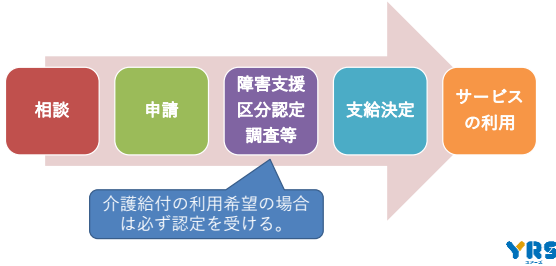 相談
申請
障害支援
区分認定
調査等
支給決定
サービス
の利用
介護給付の利用希望の場合
は必ず認定を受ける。
YRS